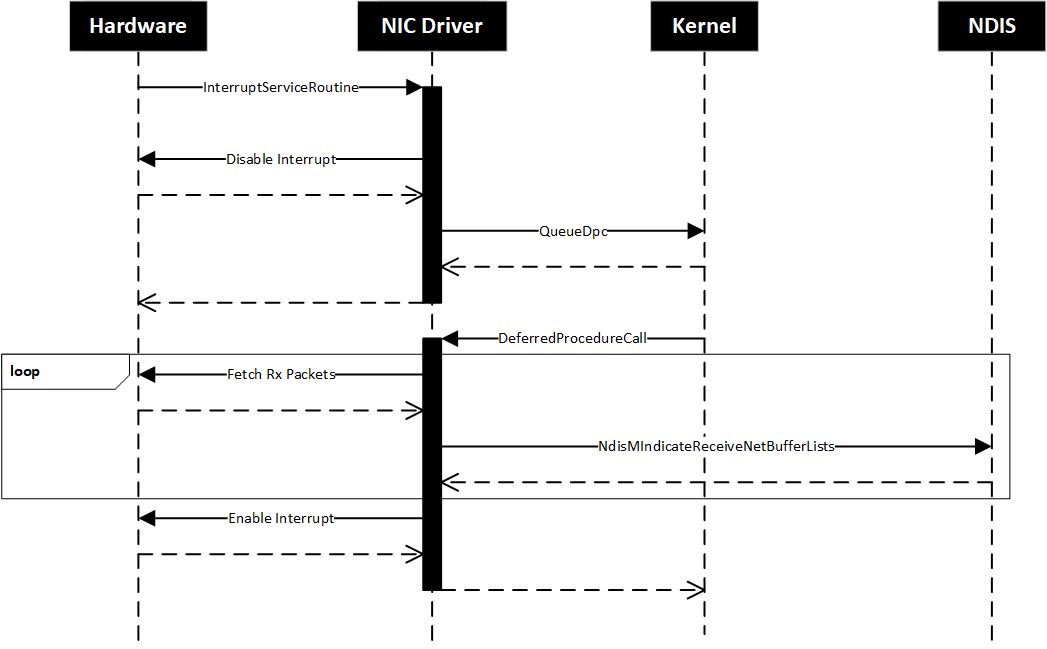 Hardware
NIC Driver
Kernel
NDIS
InterruptServiceRoutine
Disable Interrupt
QueueDpc
DeferredProcedureCall
loop
Fetch Rx Packets
NdisMIndicateReceiveNetBufferLists
Enable Interrupt